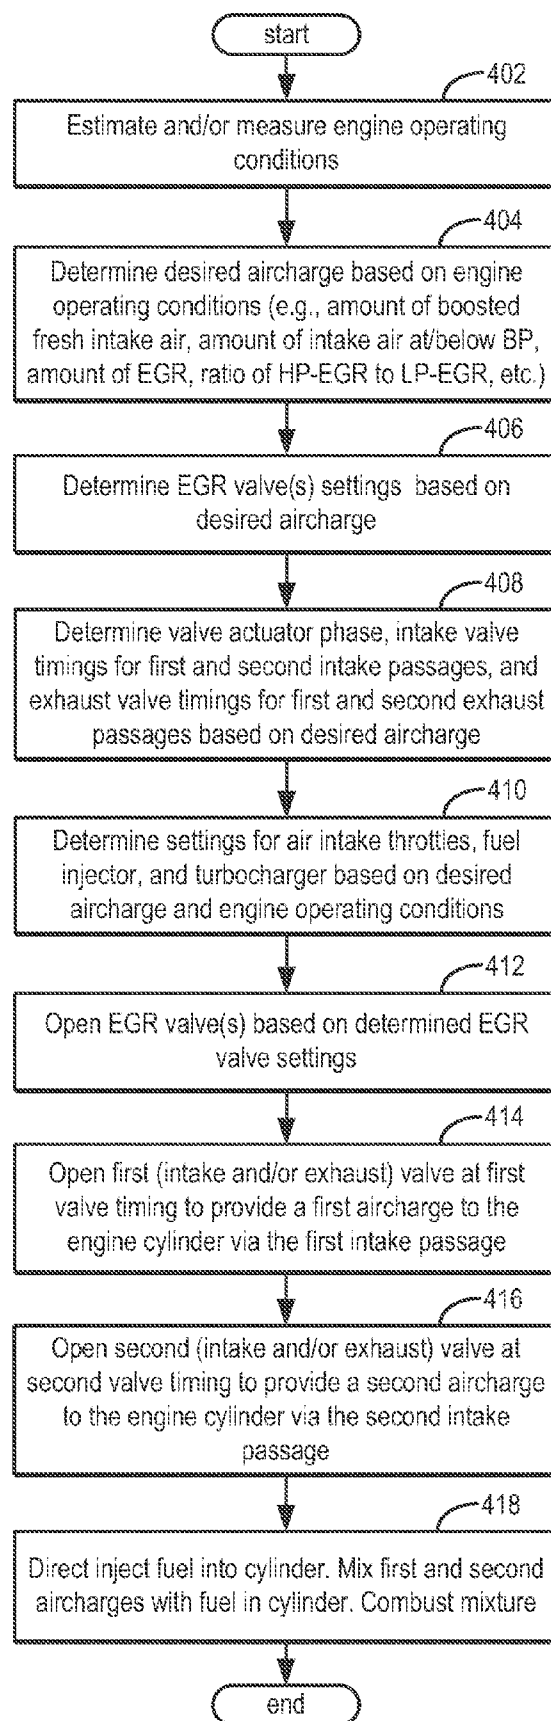 start
402
Estimate and/or measure engine operating
conditions
404
Determine desired aircharge based on engine
operating conditions (e.g., amount of boosted
fresh intake air, amount of intake air at/below BP,
amount of EGR, ratio of HP-EGR to LP-EGR, etc.)
406
Determine EGR valve(s) settings based on
desired aircharge
408
Determine valve actuator phase, intake valve
timings for first and second intake passages, and
exhaust valve timings for first and second exhaust
passages based on desired aircharge
410
Determine settings for air intake throttles, fuel
injector, and turbocharger based on desired
aircharge and engine operating conditions
412
Open EGR valve(s) based on determined EGR
valve settings
414
Open first (intake and/or exhaust) valve at first
valve timing to provide a first aircharge to the
engine cylinder via the first intake passage
416
Open second (intake and/or exhaust) valve at
second valve timing to provide a second aircharge
to the engine cylinder via the second intake
passage
418
Direct inject fuel into cylinder. Mix first and second
aircharges with fuel in cylinder. Combust mixture
end